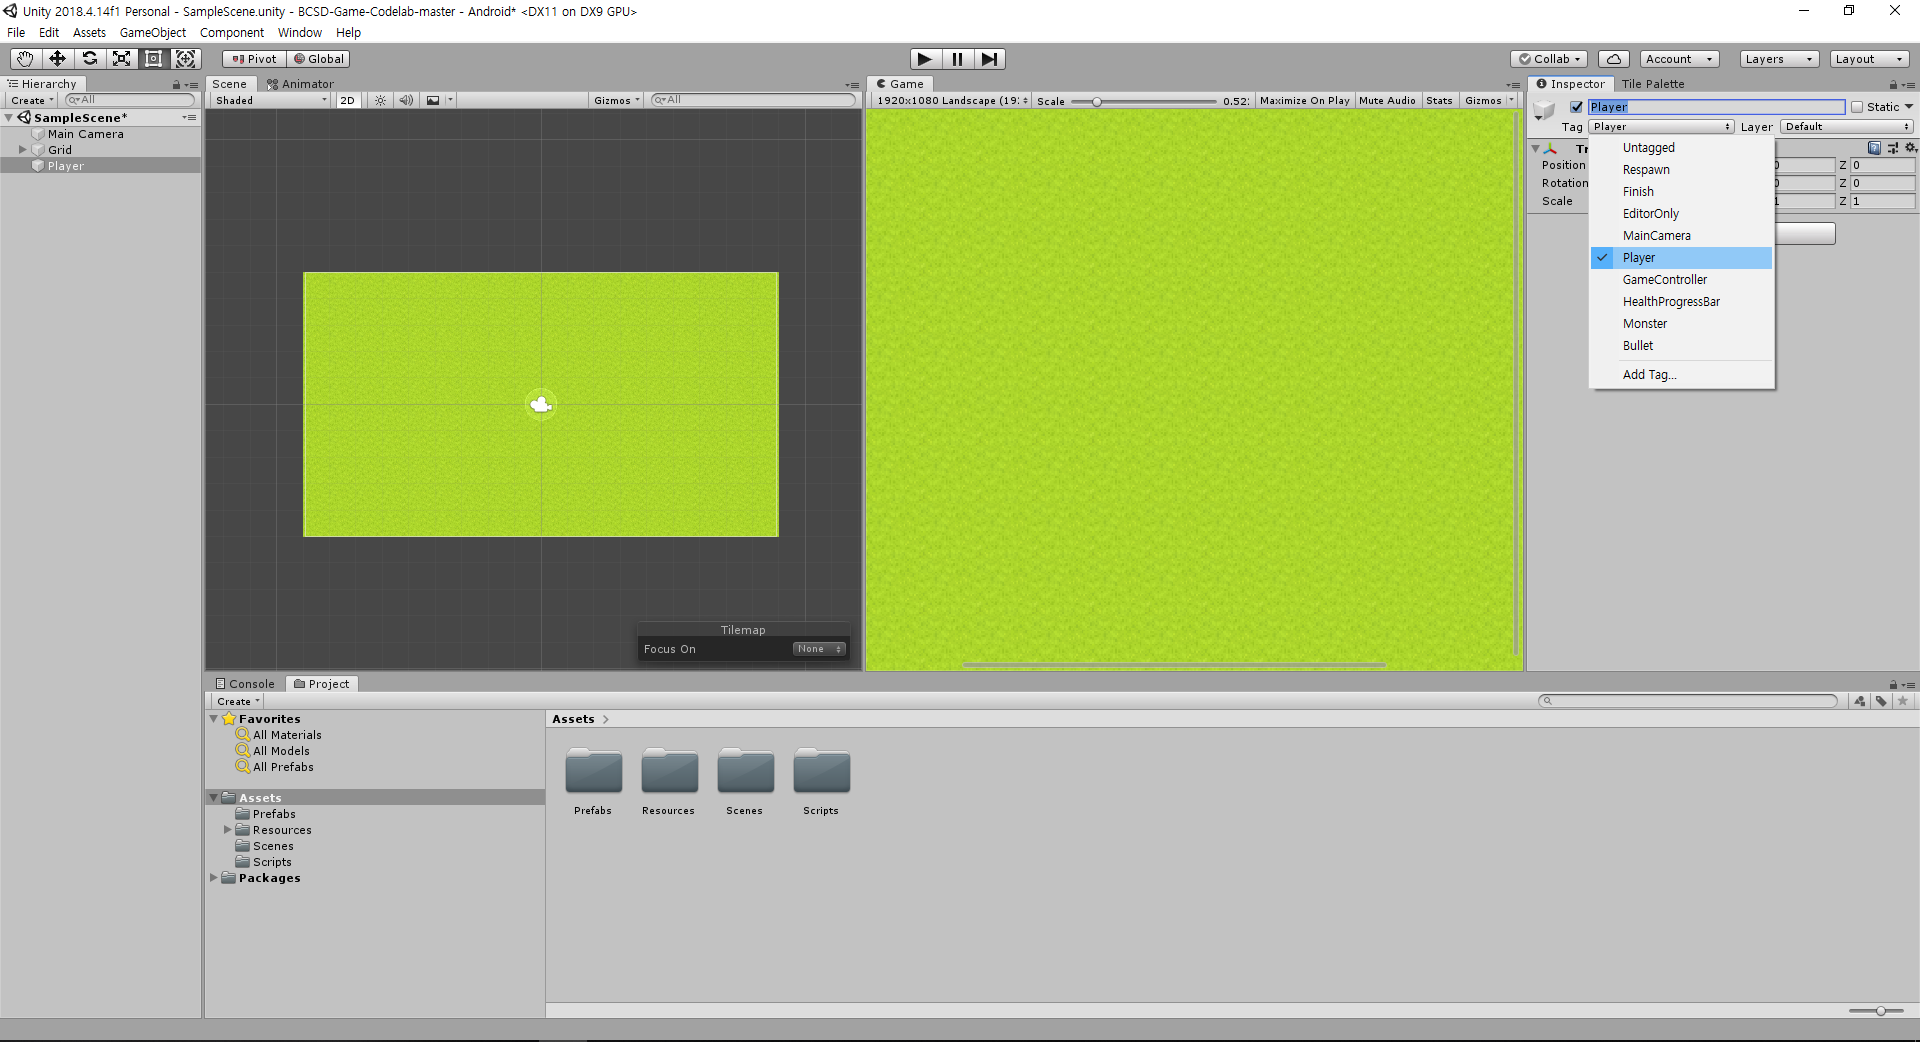 Unity 2018.4.14f1 Personal - SampleScene.unity - BCSD-Game-Codelab-master - Android* <DX11 on DX9 GPU>
File Edit Assets GameObject Component Window Help
Pivot Global Collab Account Layers Layout
Hierarchy
Create All
SampleScene*
Main Camera
Grid
Player
Scene Animator
Shaded 2D Gizmos All
Tilemap
Focus On None
Game
1920x1080 Landscape (19: Scale 0.52: Maximize On Play Mute Audio Stats Gizmos
Inspector Tile Palette
Player Static
Tag Player Layer Default
Tr
Position 0 Z 0
Rotation 0 Z 0
Scale 1 Z 1
Untagged
Respawn
Finish
EditorOnly
MainCamera
Player
GameController
HealthProgressBar
Monster
Bullet
Add Tag...
Console Project
Create
Favorites
All Materials
All Models
All Prefabs
Assets
Prefabs
Resources
Scenes
Scripts
Packages
Assets
Prefabs Resources Scenes Scripts